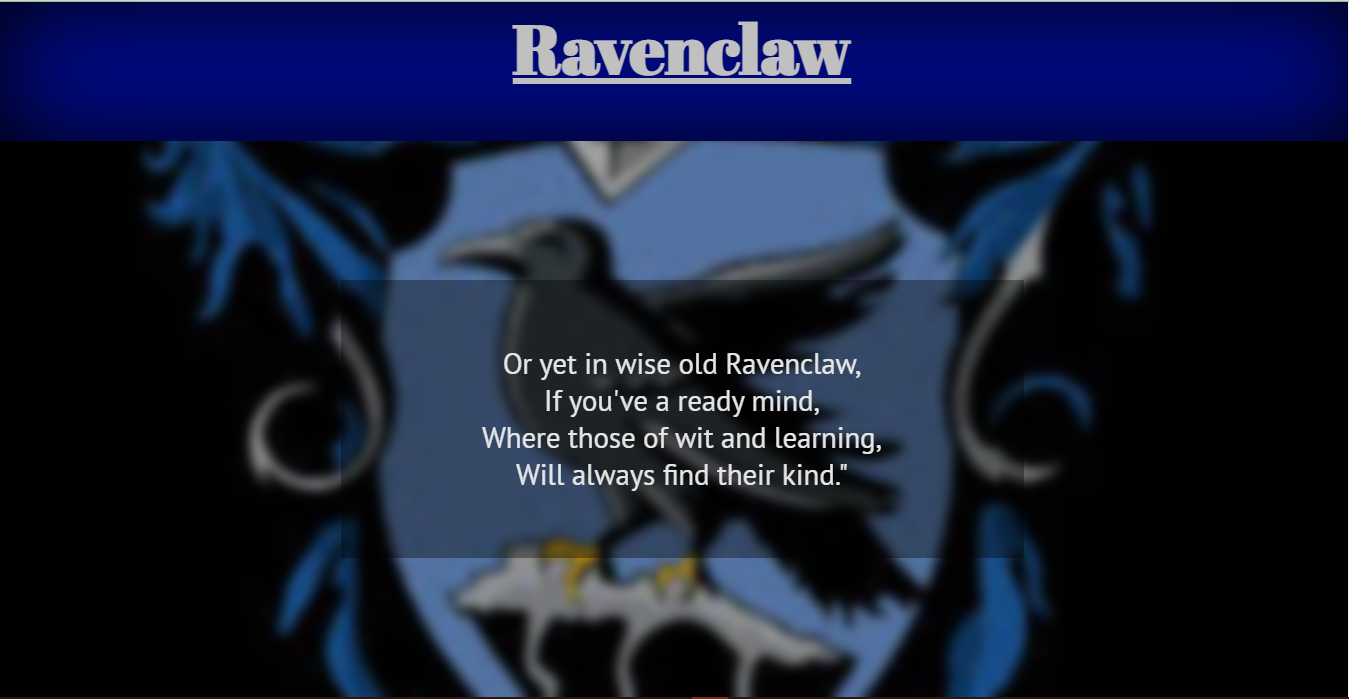 Ravenclaw
Or yet in wise old Ravenclaw,
If you've a ready mind,
Where those of wit and learning,
Will always find their kind."